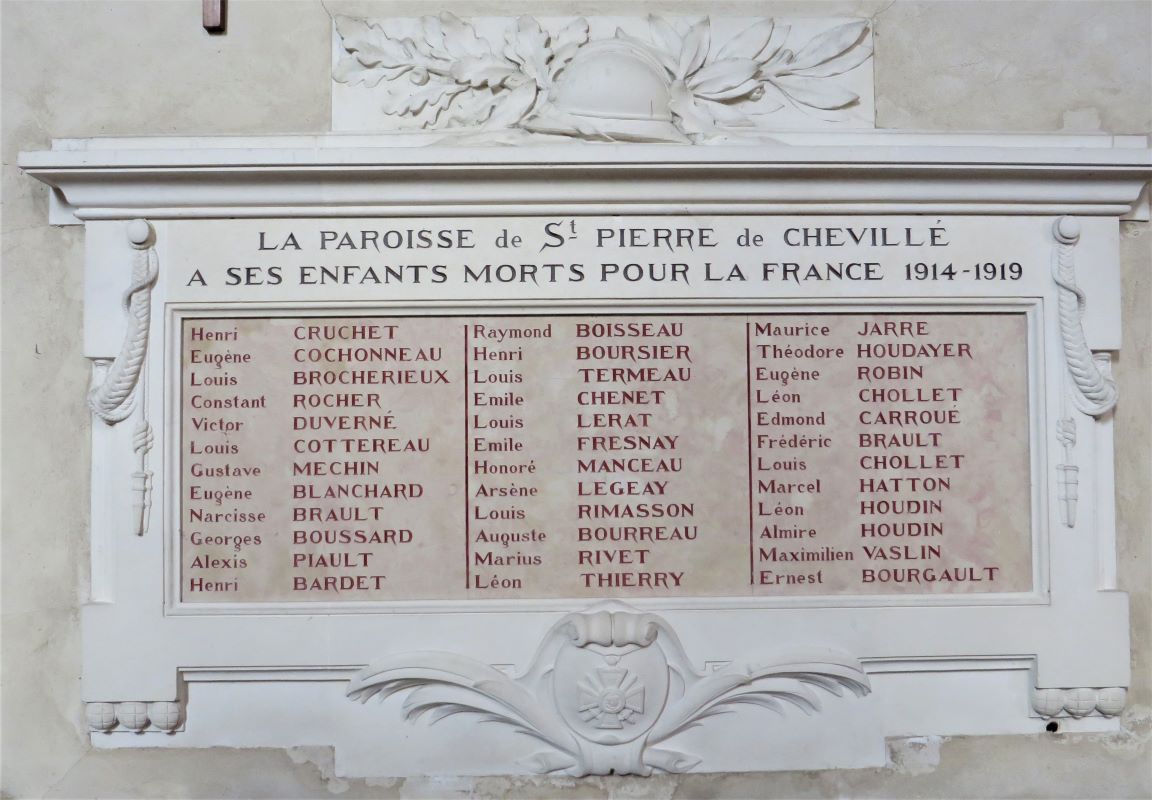 LA PAROISSE de St PIERRE de CHEVILLÉ
A SES ENFANTS MORTS POUR LA FRANCE 1914-1919
Henri CRUCHET
Eugène COCHONNEAU
Louis BROCHERIEUX
Constant ROCHER
Victor DUVERNÉ
Louis COTTEREAU
Gustave MECHIN
Eugène BLANCHARD
Narcisse BRAULT
Georges BOUSSARD
Alexis PIAULT
Henri BARDET
Raymond BOISSEAU
Henri BOURSIER
Louis TERMEAU
Emile CHENET
Louis LERAT
Emile FRESNAY
Honoré MANCEAU
Arsène LEGEAY
Louis RIMASSON
Auguste BOURREAU
Marius RIVET
Léon THIERRY
Maurice JARRE
Théodore HOUDAYER
Eugène ROBIN
Léon CHOLLET
Edmond CARROUÉ
Frédéric BRAULT
Louis CHOLLET
Marcel HATTON
Léon HOUDIN
Almire HOUDIN
Maximilien VASLIN
Ernest BOURGAULT